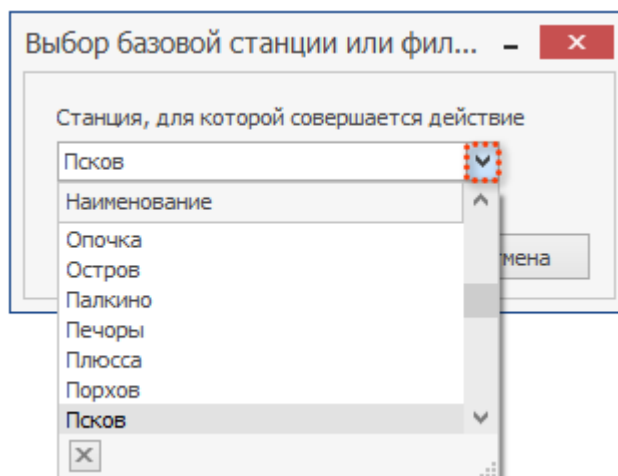 Выбор базовой станции или фил...
Станция, для которой совершается действие
Псков
Наименование
Опочка
Остров
Палкино
Печоры
Плюсса
Порхов
Псков
мена